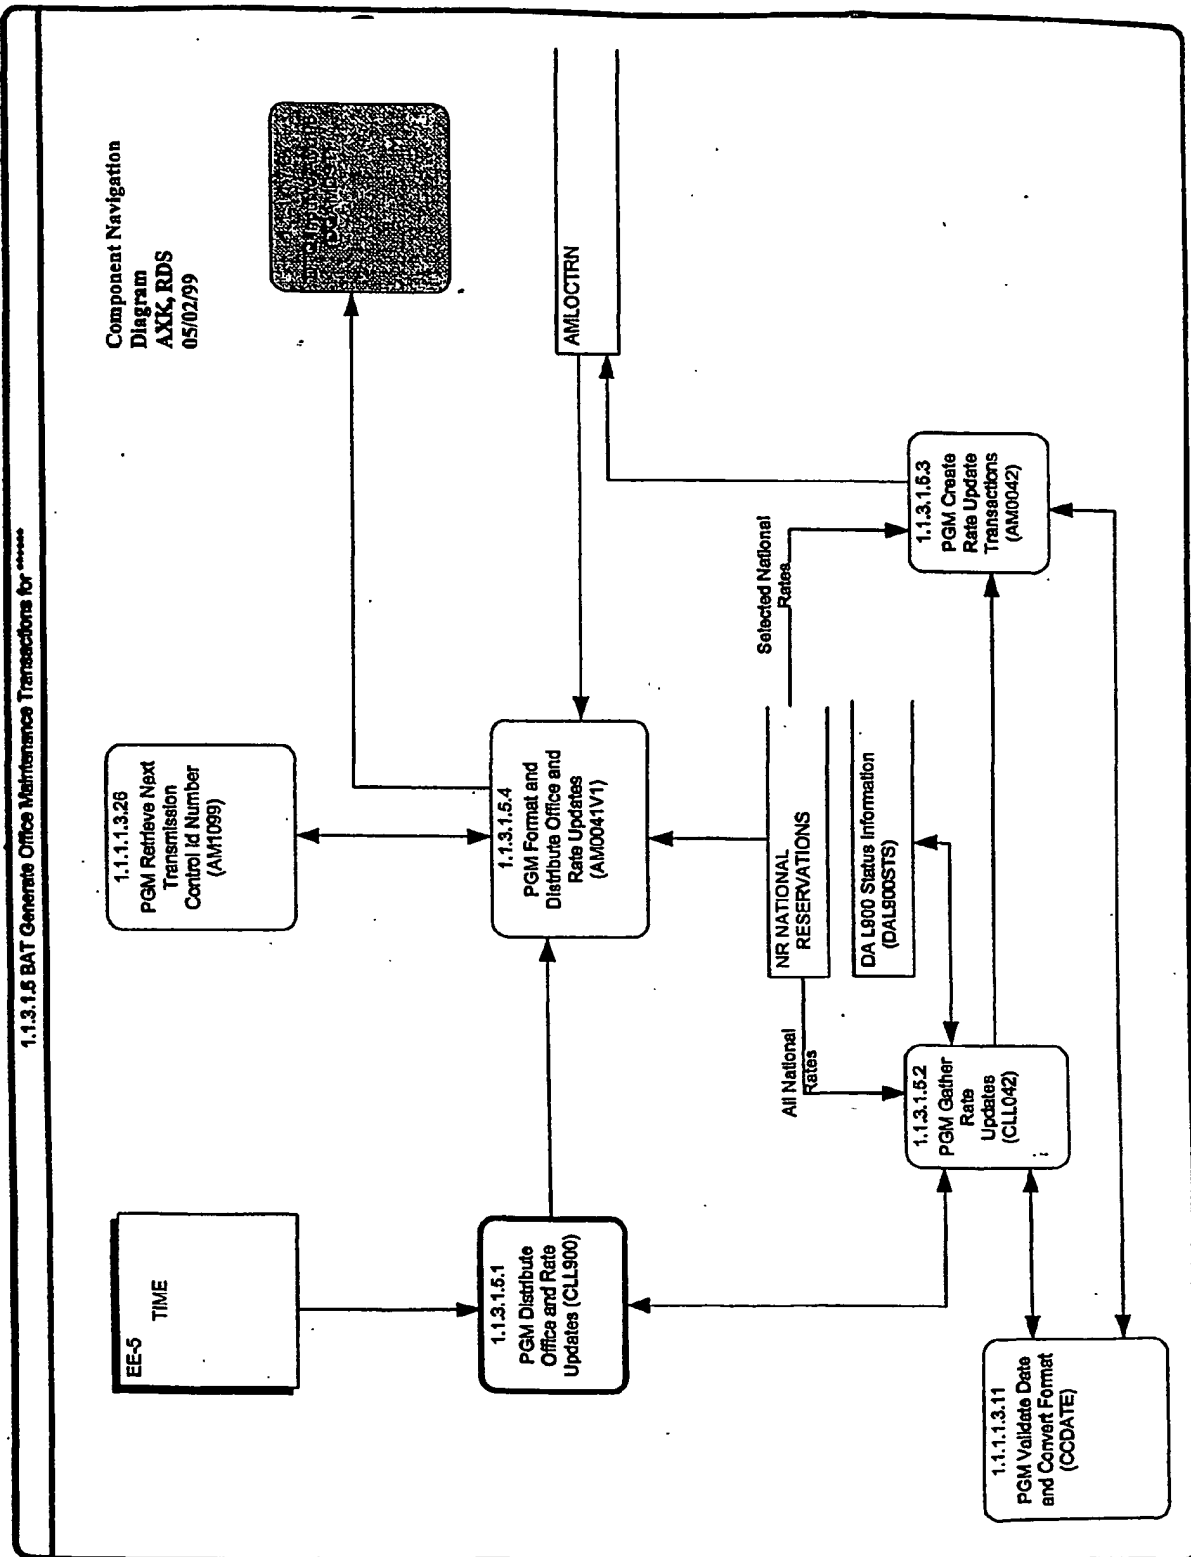 1.1.3.1.5 BAT Generate Office Maintenance Transactions for ******
Component Navigation
Diagram
AXK, RDS
05/02/99
EE-5
TIME
1.1.1.1.3.26
PGM Retrieve Next
Transmission
Control Id Number
(AM1099)
1.1.3.1.5.1
PGM Distribute
Office and Rate
Updates (CLL900)
1.1.3.1.5.4
PGM Format and
Distribute Office and
Rate Updates
(AM0041V1)
AMLOCTRN
All National
Rates
NR NATIONAL
RESERVATIONS
Selected National
Rates
DA L900 Status Information
(DAL900STS)
1.1.3.1.5.2
PGM Gather
Rate
Updates
(CLL042)
1.1.3.1.5.3
PGM Create
Rate Update
Transactions
(AM0042)
1.1.1.1.3.11
PGM Validate Date
and Convert Format
(CCDATE)